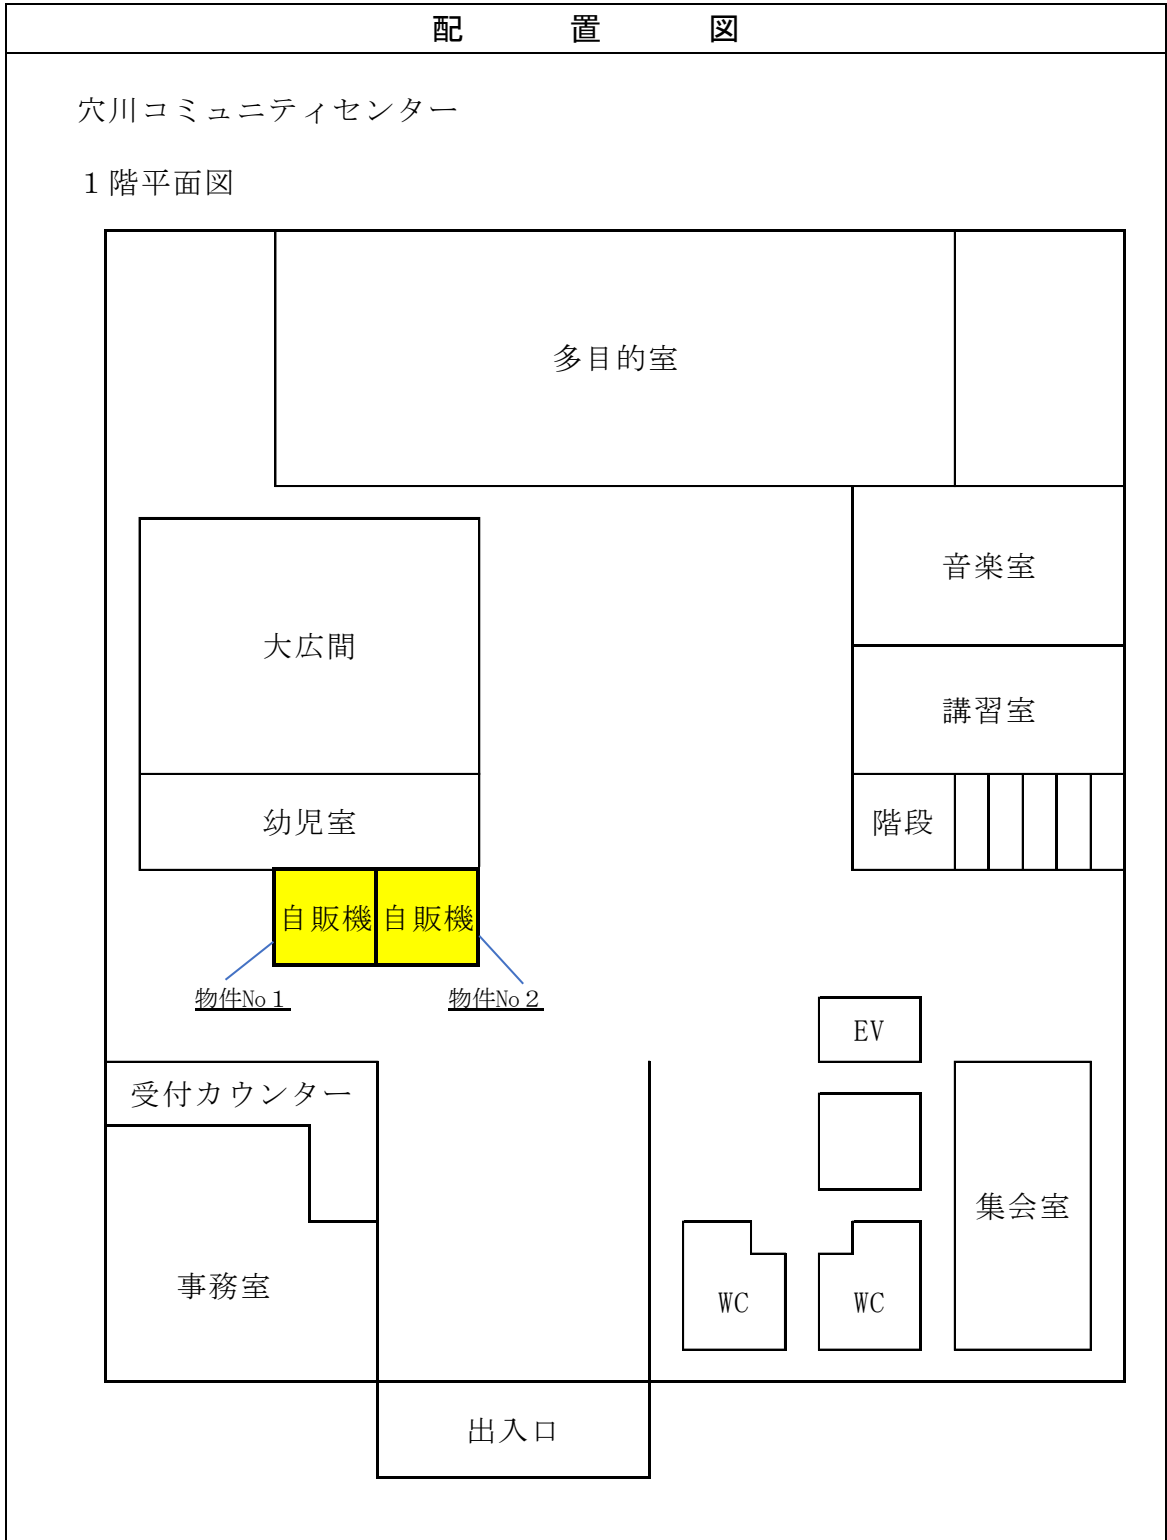 配置図
穴川コミュニティセンター
１階平面図
多目的室
音楽室
大広間
講習室
幼児室
階段
自販機
自販機
物件No１
物件No２
EV
受付カウンター
集会室
事務室
WC
WC
出入口